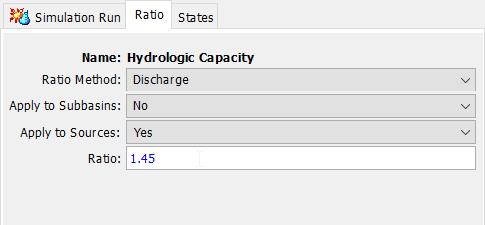 Simulation Run Ratio States
Name: Hydrologic Capacity
Ratio Method: Discharge
Apply to Subbasins: No
Apply to Sources: Yes
Ratio: 1.45